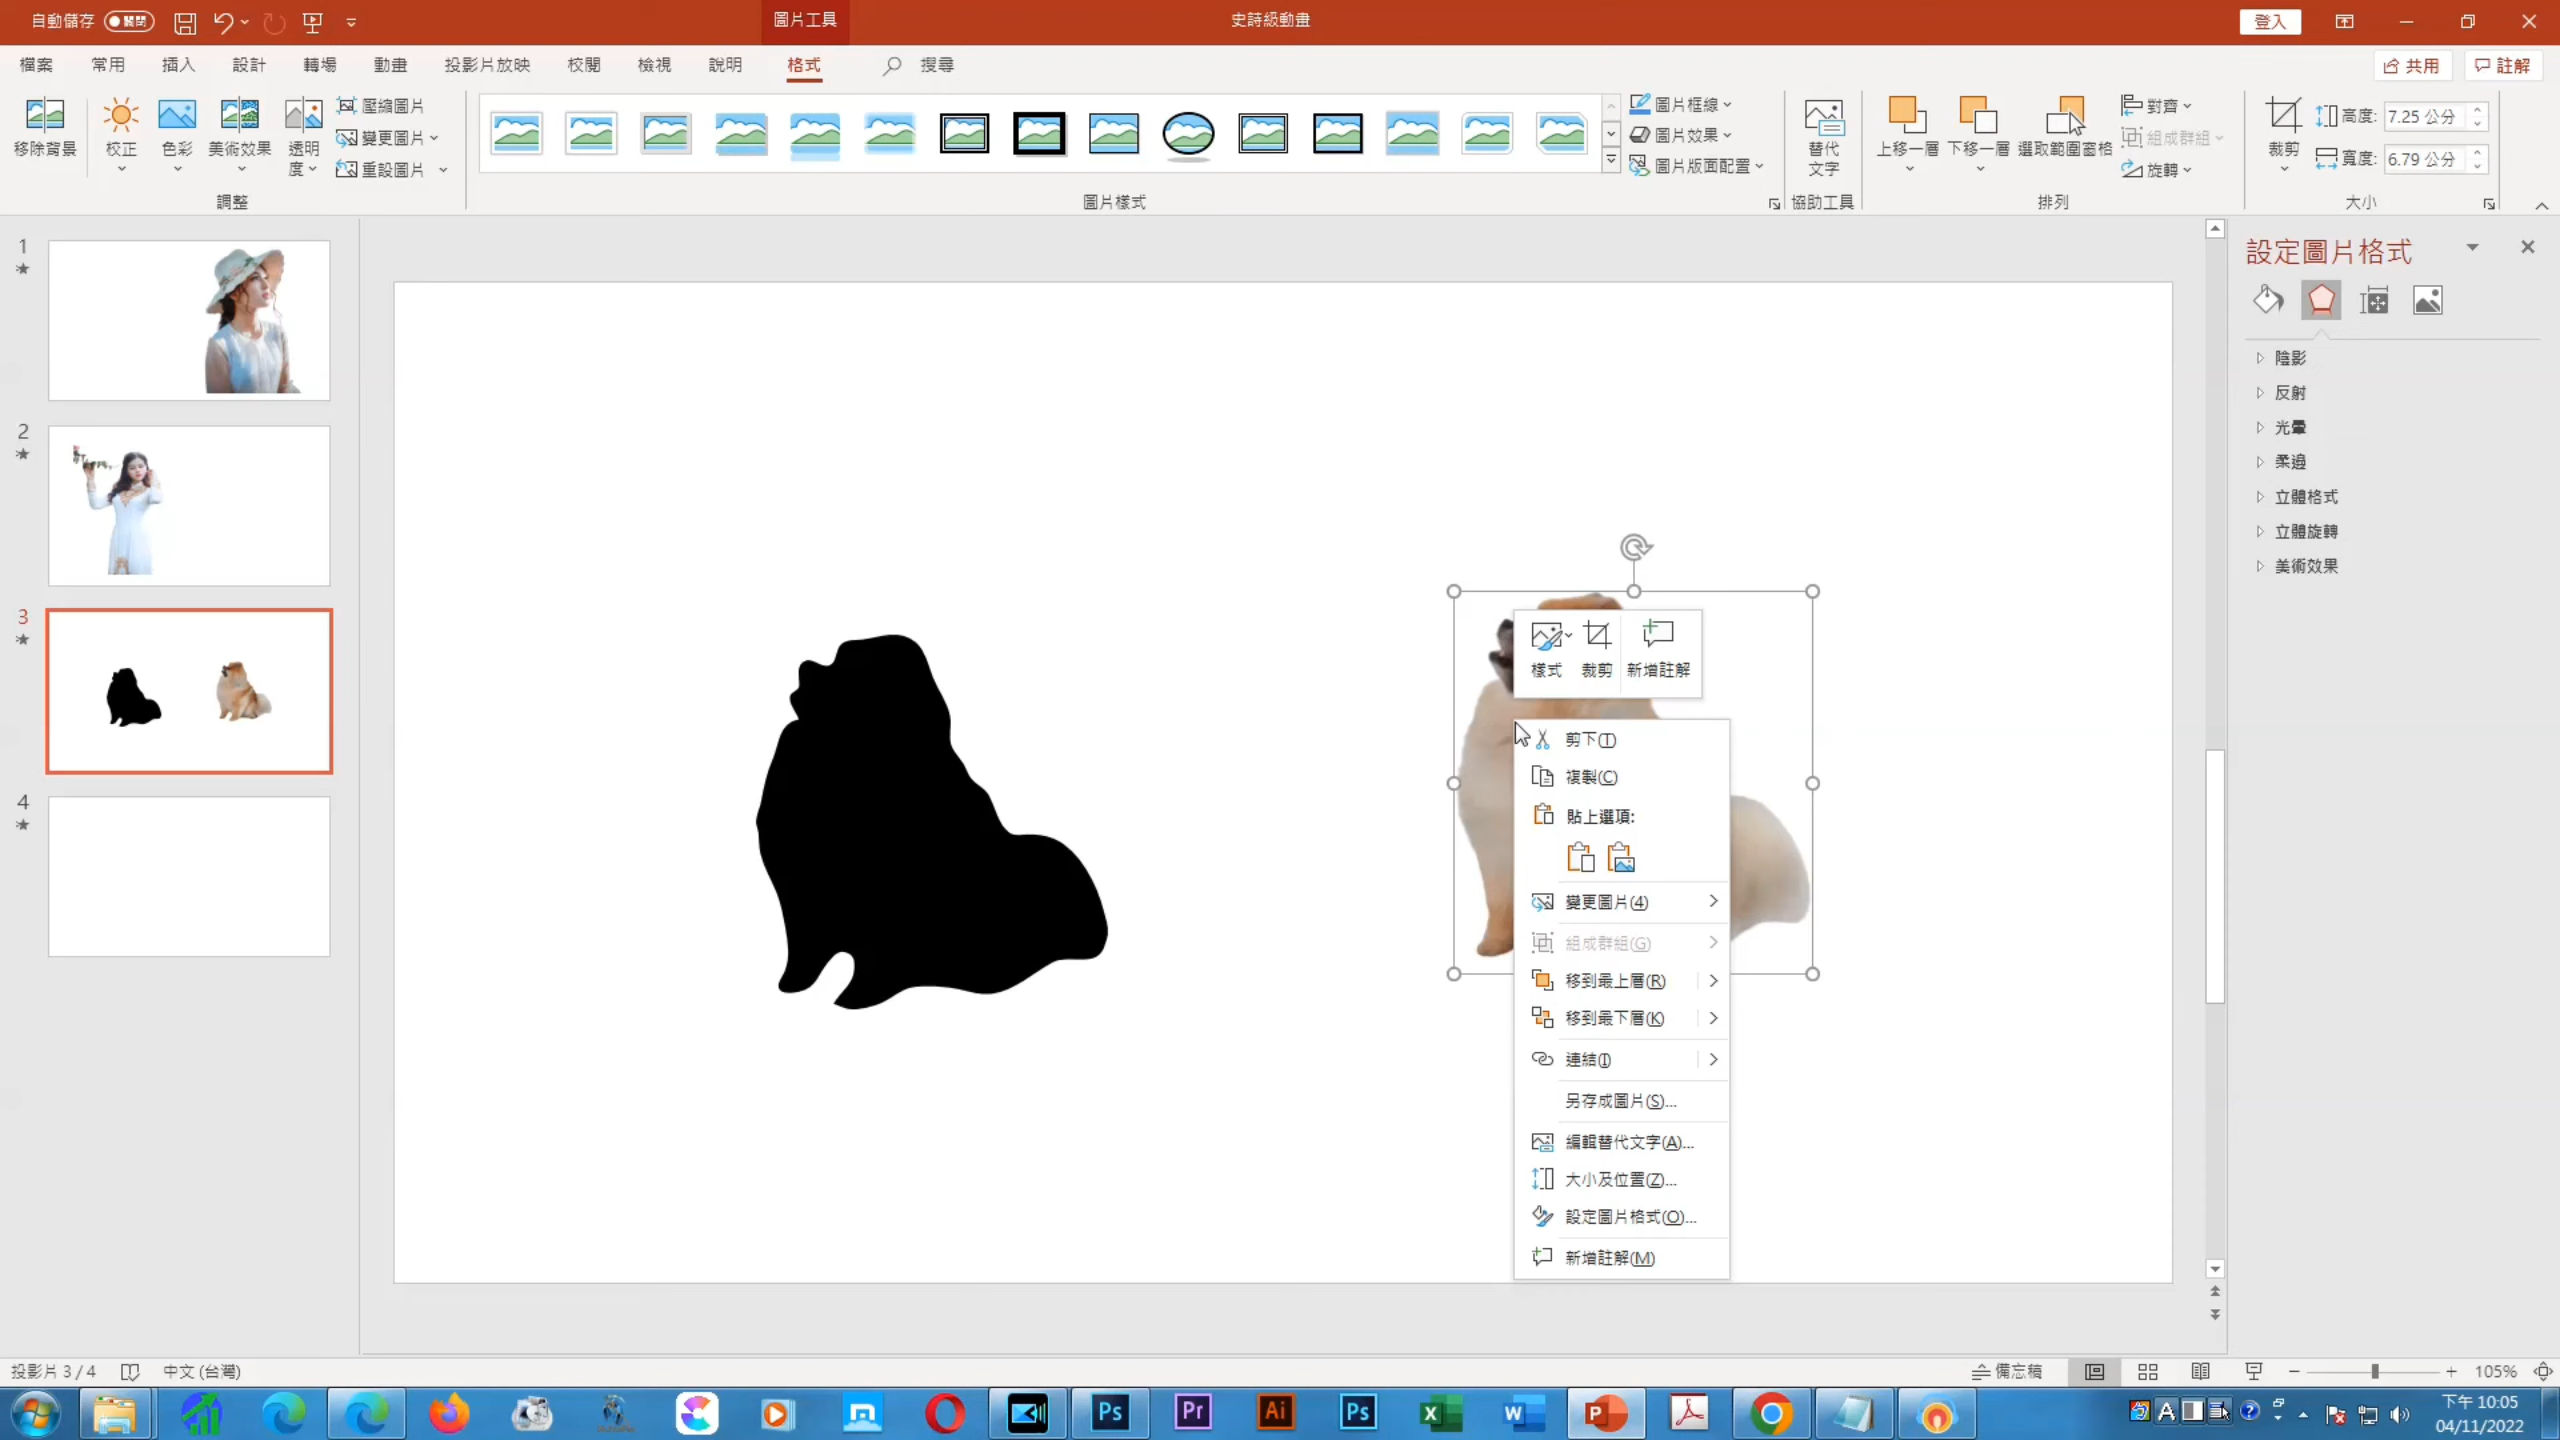 自動儲存 關閉
圖片工具
史詩級動畫
登入
檔案 常用 插入 設計 轉場 動畫 投影片放映 校閱 檢視 說明 格式 搜尋
共用 註解
移除背景
校正
色彩
美術效果
透明度
壓縮圖片
變更圖片
重設圖片
調整
圖片框線
圖片效果
圖片版面配置
圖片樣式
替代文字
協助工具
上移一層
下移一層
選取範圍窗格
對齊
組成群組
旋轉
排列
裁剪
高度: 7.25 公分
寬度: 6.79 公分
大小
1
2
3
4
設定圖片格式
陰影
反射
光暈
柔邊
立體格式
立體旋轉
美術效果
樣式 裁剪 新增註解
剪下(T)
複製(C)
貼上選項:
變更圖片(4)
組成群組(G)
移到最上層(R)
移到最下層(K)
連結(I)
另存成圖片(S)...
編輯替代文字(A)...
大小及位置(Z)...
設定圖片格式(O)...
新增註解(M)
投影片 3 / 4 中文 (台灣)
備忘稿
105%
Ps Pr Ai Ps X W P
A
下午 10:05
04/11/2022